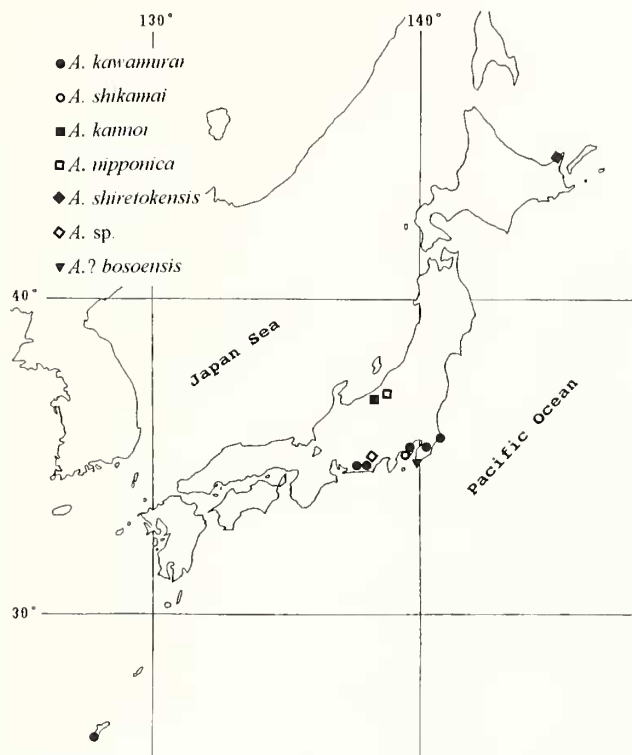 130° 140°
A. kawamurai
A. shikamai
A. kannoi
A. nipponica
A. shiretokensis
A. sp.
A.? bosoensis
40°
Japan Sea
Pacific Ocean
30°